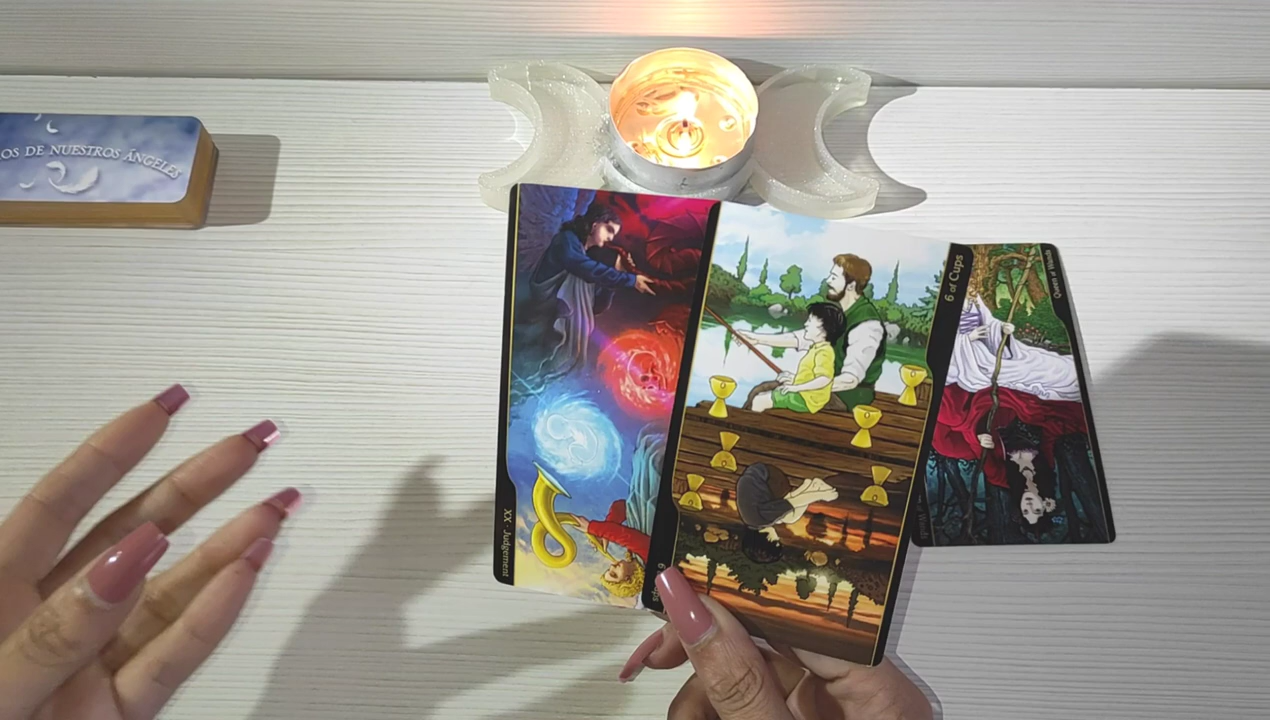 OS DE NUESTROS ÁNGELES
XX · Judgement
6 of Cups
Queen of Wands